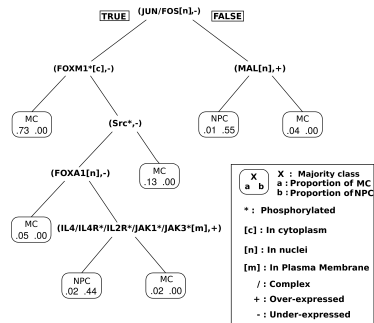 (JUN/FOS[n],-)
TRUE
FALSE
(FOXM1*[c],-)
(MAL[n],+)
MC
.73 .00
(Src*,-)
NPC
.01 .55
MC
.04 .00
(FOXA1[n],-)
MC
.13 .00
MC
.05 .00
(IL4/IL4R*/IL2R*/JAK1*/JAK3*[m],+)
NPC
.02 .44
MC
.02 .00
X
a b
X : Majority class
a : Proportion of MC
b : Proportion of NPC
* : Phosphorylated
[c] : In cytoplasm
[n] : In nuclei
[m] : In Plasma Membrane
/ : Complex
+ : Over-expressed
- : Under-expressed